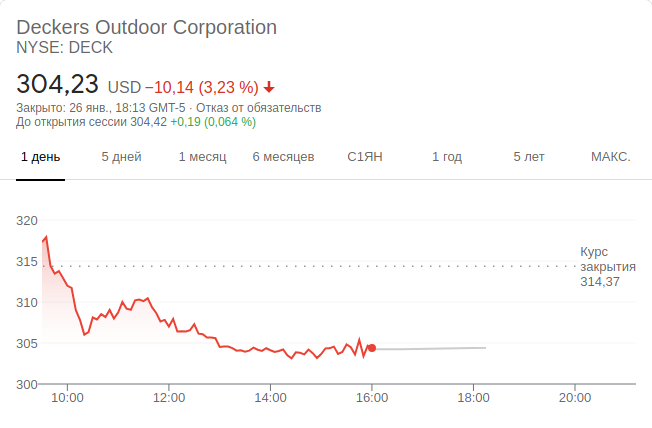 Deckers Outdoor Corporation
NYSE: DECK
304,23 USD −10,14 (3,23 %)
Закрыто: 26 янв., 18:13 GMT-5 · Отказ от обязательств
До открытия сессии 304,42 +0,19 (0,064 %)
1 день 5 дней 1 месяц 6 месяцев С1ЯН 1 год 5 лет МАКС.
320
315
310
305
300
Курс
закрытия
314,37
10:00 12:00 14:00 16:00 18:00 20:00